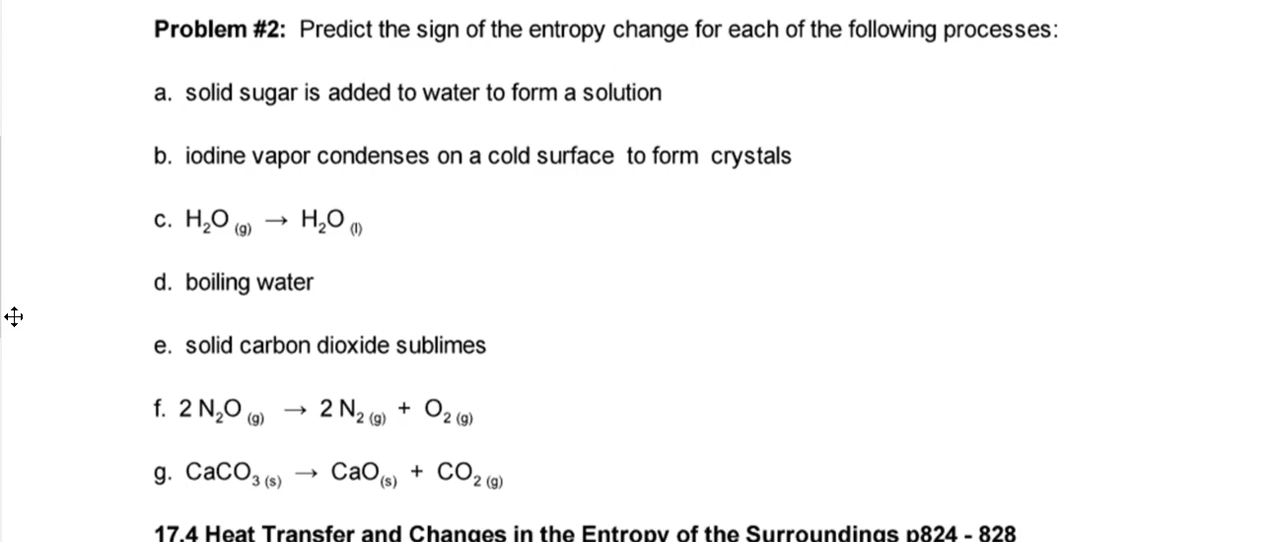 Problem #2: Predict the sign of the entropy change for each of the following processes:
a. solid sugar is added to water to form a solution
b. iodine vapor condenses on a cold surface to form crystals
c. H₂O (g) → H₂O (l)
d. boiling water
e. solid carbon dioxide sublimes
f. 2 N₂O (g) → 2 N₂ (g) + O₂ (g)
g. CaCO₃ (s) → CaO(s) + CO₂ (g)
17.4 Heat Transfer and Changes in the Entropy of the Surroundings p824 - 828